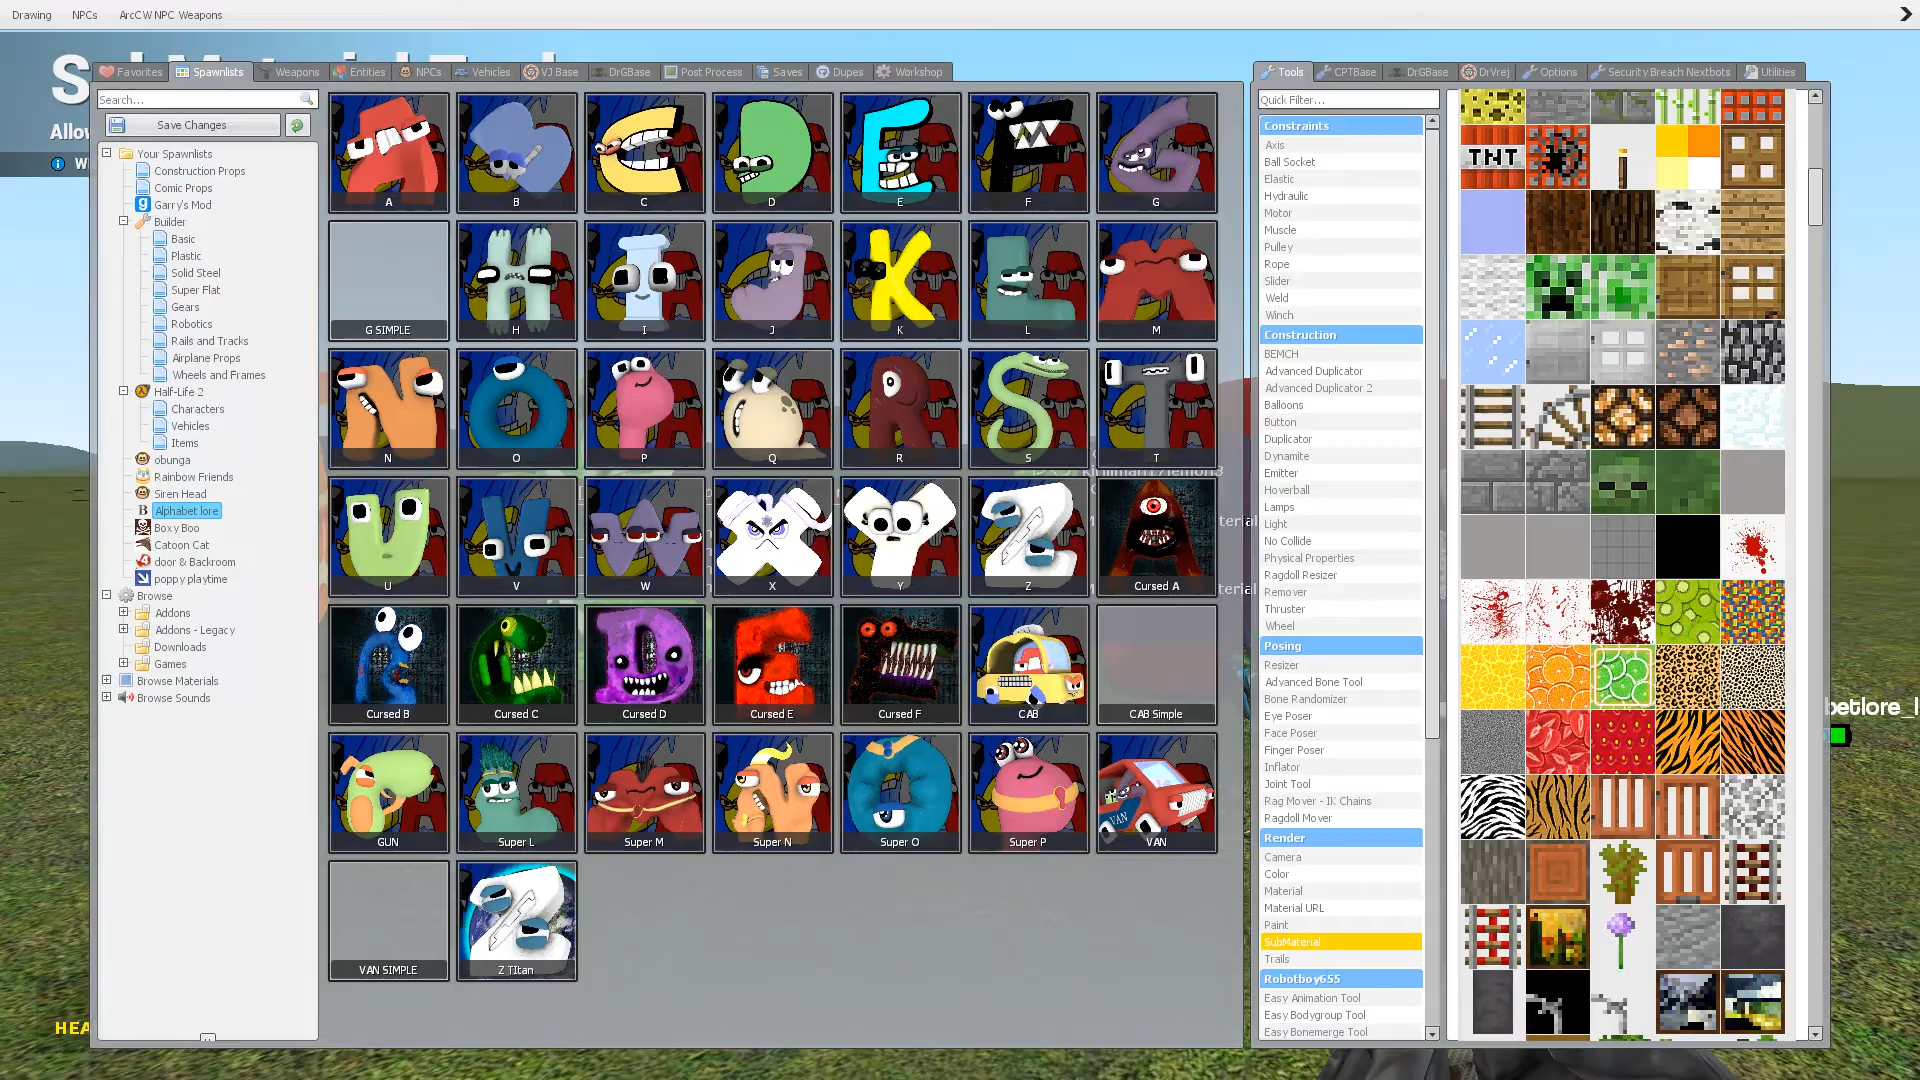 Drawing NPCs ArcCW NPC Weapons
Favorites Spawnlists Weapons Entities NPCs Vehicles VJ Base DrGBase Post Process Saves Dupes Workshop
Tools CPTBase DrGBase DrVrej Options Security Breach Nextbots Utilities
Search...
Save Changes
Your Spawnlists
Construction Props
Comic Props
Garry's Mod
Builder
Basic
Plastic
Solid Steel
Super Flat
Gears
Robotics
Rails and Tracks
Airplane Props
Wheels and Frames
Half-Life 2
Characters
Vehicles
Items
obunga
Rainbow Friends
Siren Head
Alphabet lore
Boxy Boo
Catoon Cat
door & Backroom
poppy playtime
Browse
Addons
Addons - Legacy
Downloads
Games
Browse Materials
Browse Sounds
A B C D E F G
G SIMPLE H I J K L M
N O P Q R S T
U V W X Y Z Cursed A
Cursed B Cursed C Cursed D Cursed E Cursed F CAB CAB Simple
GUN Super L Super M Super N Super O Super P VAN
VAN
VAN SIMPLE Z TItan
Quick Filter...
Constraints
Axis
Ball Socket
Elastic
Hydraulic
Motor
Muscle
Pulley
Rope
Slider
Weld
Winch
Construction
BEMCH
Advanced Duplicator
Advanced Duplicator 2
Balloons
Button
Duplicator
Dynamite
Emitter
Hoverball
Lamps
Light
No Collide
Physical Properties
Ragdoll Resizer
Remover
Thruster
Wheel
Posing
Resizer
Advanced Bone Tool
Bone Randomizer
Eye Poser
Face Poser
Finger Poser
Inflator
Joint Tool
Rag Mover - IK Chains
Ragdoll Mover
Render
Camera
Color
Material
Material URL
Paint
SubMaterial
Trails
Robotboy655
Easy Animation Tool
Easy Bodygroup Tool
Easy Bonemerge Tool
TNT
betlore_
HEA